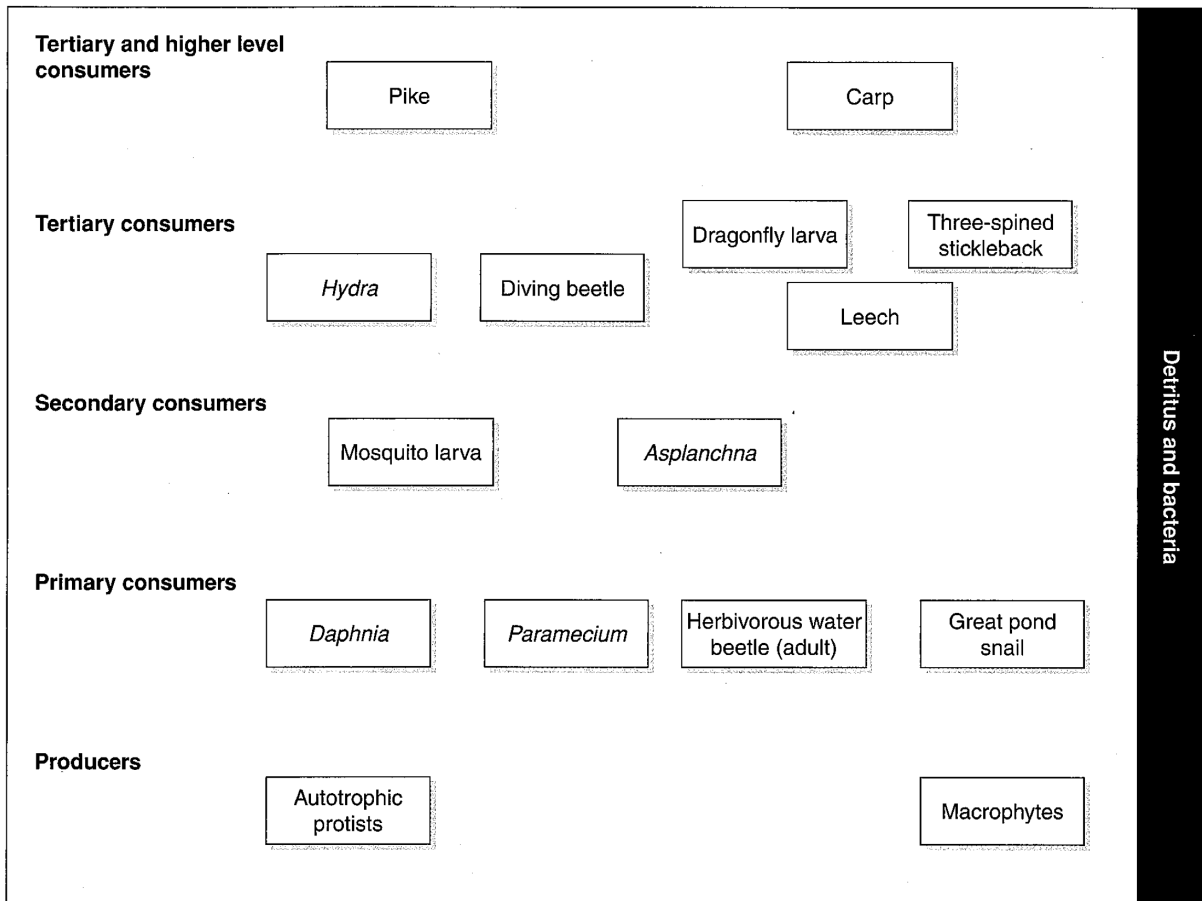 Tertiary and higher level
consumers
Pike
Carp
Tertiary consumers
Dragonfly larva
Three-spined
stickleback
Hydra
Diving beetle
Leech
Secondary consumers
Mosquito larva
Asplanchna
Primary consumers
Daphnia
Paramecium
Herbivorous water
beetle (adult)
Great pond
snail
Producers
Autotrophic
protists
Macrophytes
Detritus and bacteria